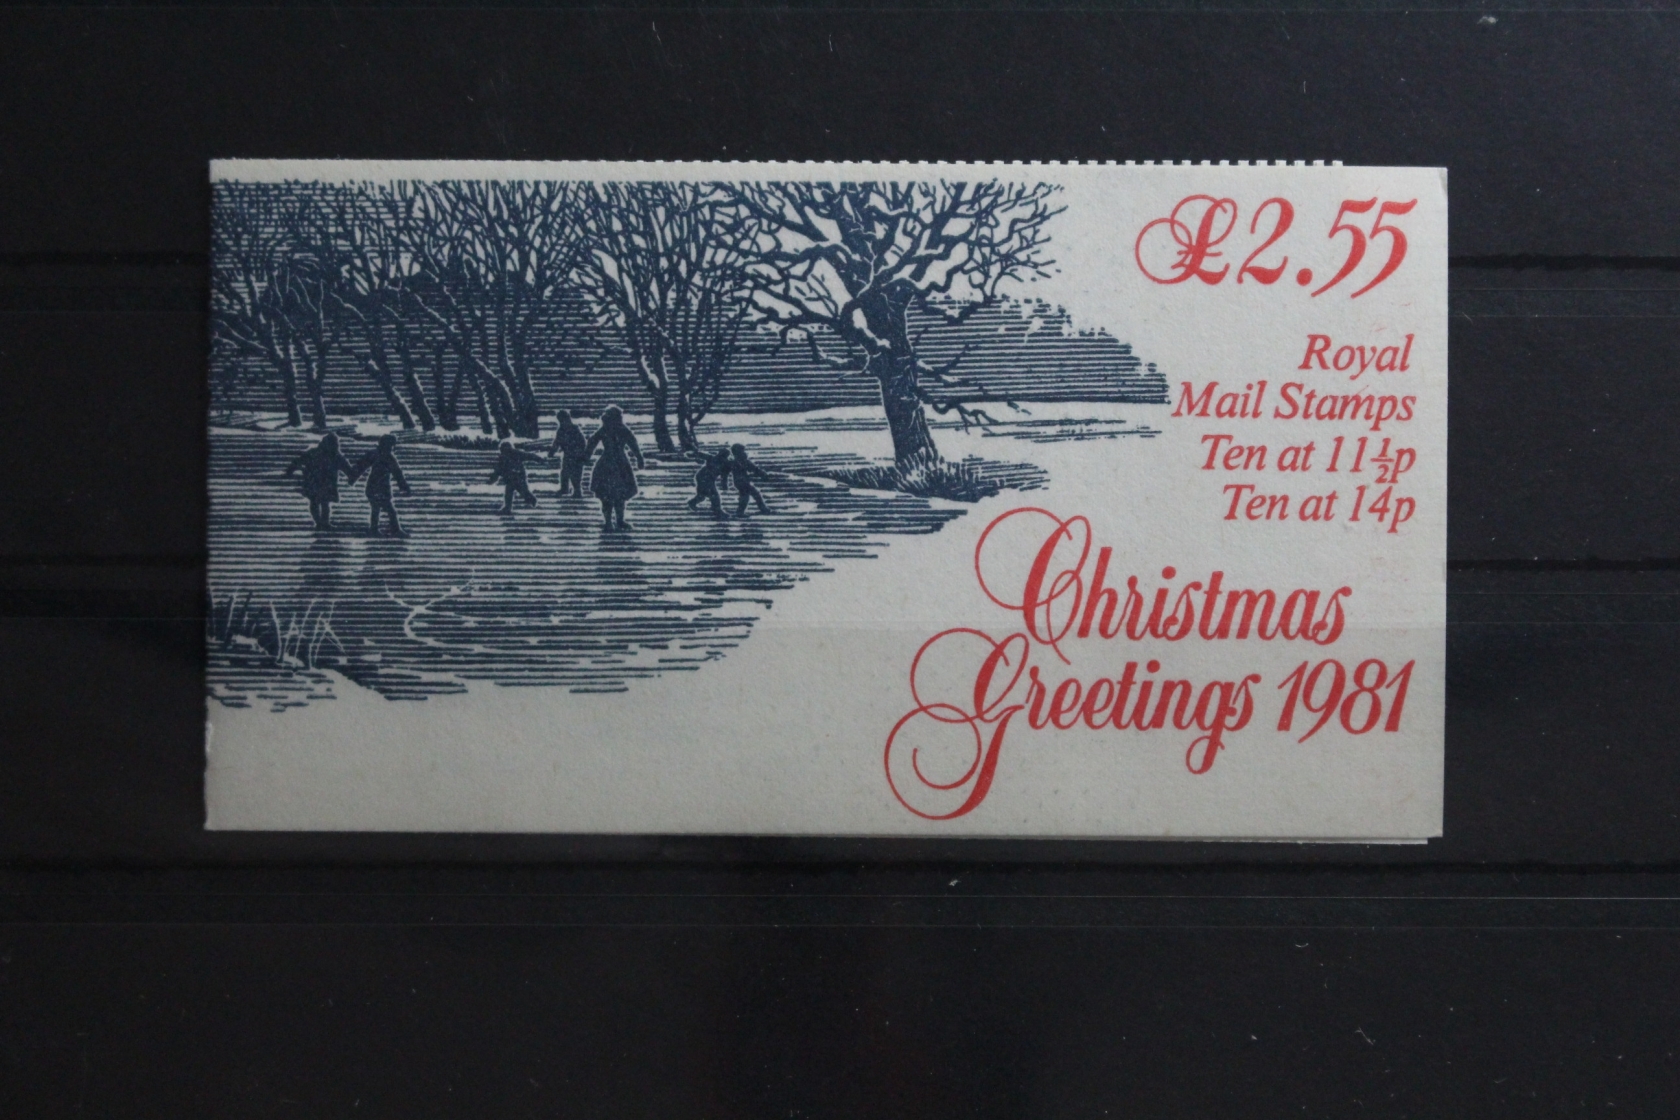 £2.55
Royal
Mail Stamps
Ten at 11½p
Ten at 14p
Christmas
Greetings 1981